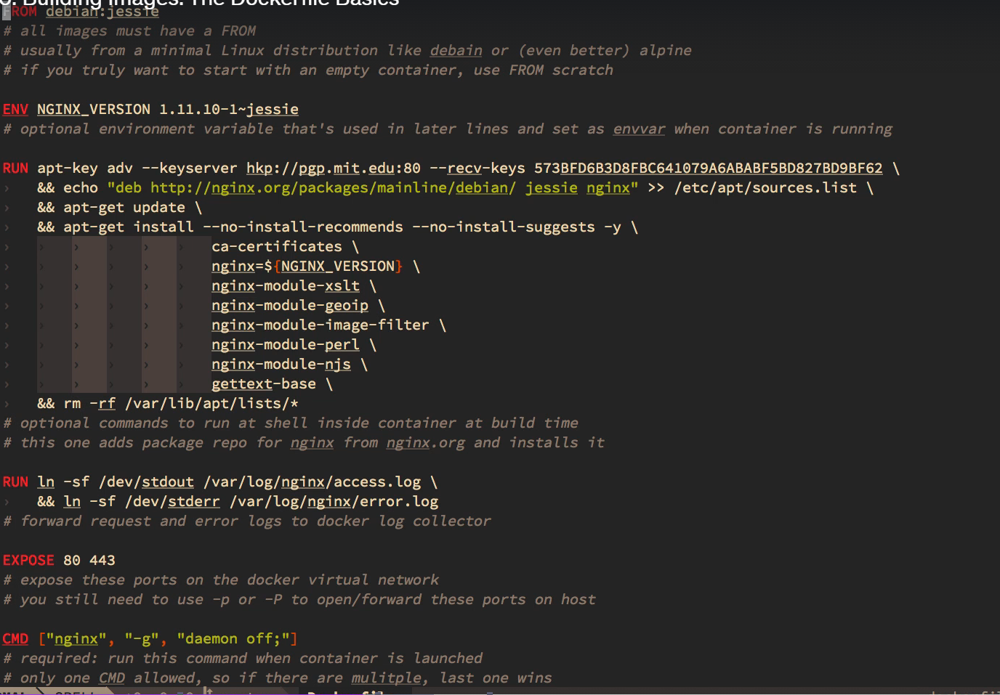 Building Images: The Dockerfile Basics
FROM debian:jessie
# all images must have a FROM
# usually from a minimal Linux distribution like debain or (even better) alpine
# if you truly want to start with an empty container, use FROM scratch
ENV NGINX_VERSION 1.11.10-1~jessie
# optional environment variable that's used in later lines and set as envvar when container is running
RUN apt-key adv --keyserver hkp://pgp.mit.edu:80 --recv-keys 573BFD6B3D8FBC641079A6ABABF5BD827BD9BF62 \
&& echo "deb http://nginx.org/packages/mainline/debian/ jessie nginx" >> /etc/apt/sources.list \
&& apt-get update \
&& apt-get install --no-install-recommends --no-install-suggests -y \
ca-certificates \
nginx=${NGINX_VERSION} \
nginx-module-xslt \
nginx-module-geoip \
nginx-module-image-filter \
nginx-module-perl \
nginx-module-njs \
gettext-base \
&& rm -rf /var/lib/apt/lists/*
# optional commands to run at shell inside container at build time
# this one adds package repo for nginx from nginx.org and installs it
RUN ln -sf /dev/stdout /var/log/nginx/access.log \
&& ln -sf /dev/stderr /var/log/nginx/error.log
# forward request and error logs to docker log collector
EXPOSE 80 443
# expose these ports on the docker virtual network
# you still need to use -p or -P to open/forward these ports on host
CMD ["nginx", "-g", "daemon off;"]
# required: run this command when container is launched
# only one CMD allowed, so if there are mulitple, last one wins